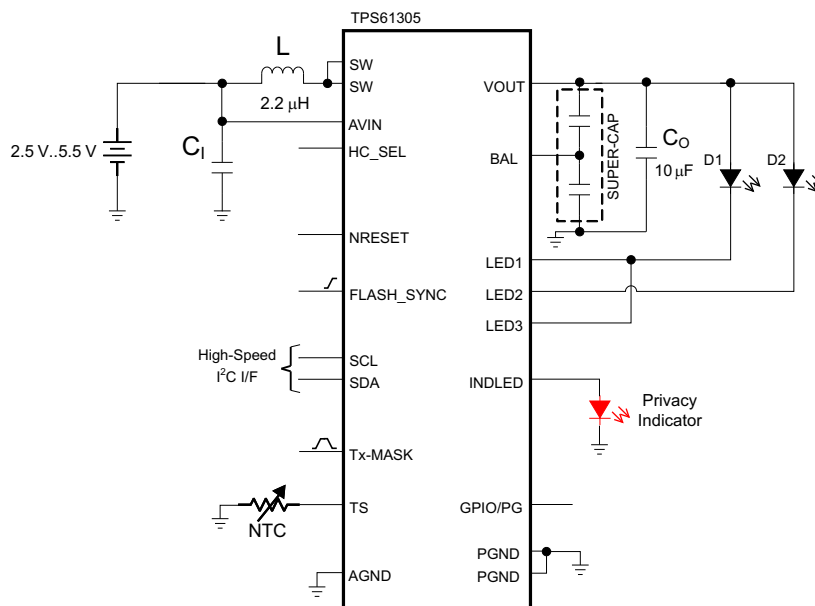 TPS61305
L
2.2 μH
SW
SW
AVIN
HC_SEL
2.5 V..5.5 V
C_I
NRESET
FLASH_SYNC
High-Speed
I²C I/F
SCL
SDA
Tx-MASK
TS
NTC
AGND
VOUT
BAL
SUPER-CAP
C_O
10 μF
D1
D2
LED1
LED2
LED3
INDLED
Privacy
Indicator
GPIO/PG
PGND
PGND